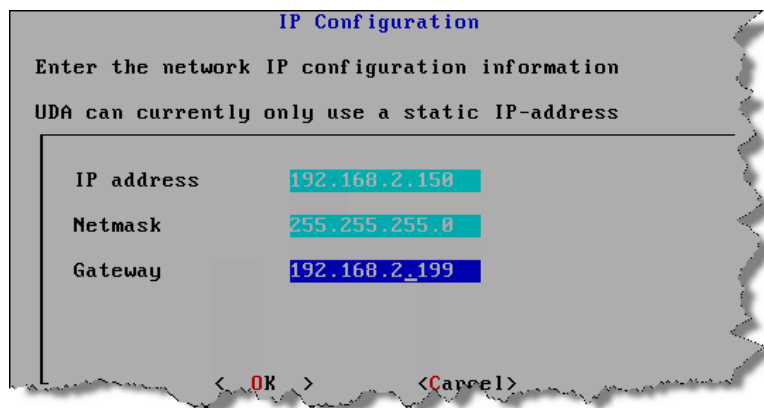 IP Configuration
Enter the network IP configuration information
UDA can currently only use a static IP-address
IP address 192.168.2.150
Netmask 255.255.255.0
Gateway 192.168.2.199
< OK > <Cancel>